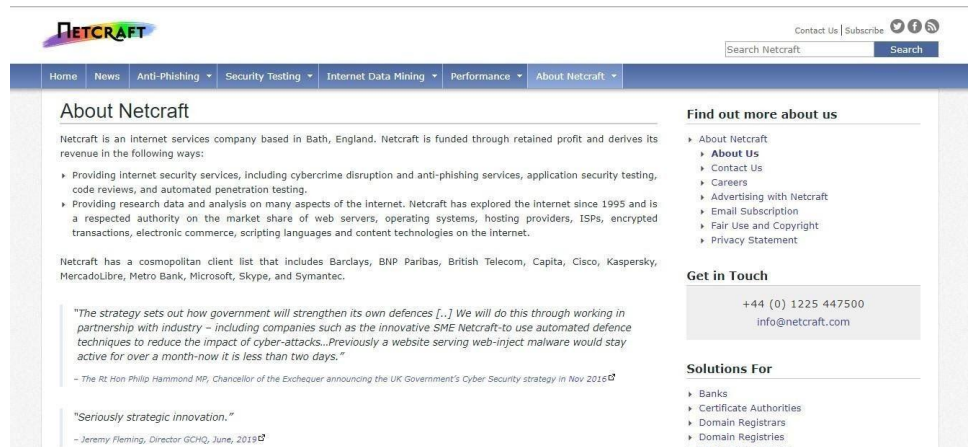 NETCRAFT
Contact Us | Subscribe
Search Netcraft
Search
Home News Anti-Phishing Security Testing Internet Data Mining Performance About Netcraft
About Netcraft
Netcraft is an internet services company based in Bath, England. Netcraft is funded through retained profit and derives its
revenue in the following ways:
Providing internet security services, including cybercrime disruption and anti-phishing services, application security testing,
code reviews, and automated penetration testing.
Providing research data and analysis on many aspects of the internet. Netcraft has explored the internet since 1995 and is
a respected authority on the market share of web servers, operating systems, hosting providers, ISPs, encrypted
transactions, electronic commerce, scripting languages and content technologies on the internet.
Netcraft has a cosmopolitan client list that includes Barclays, BNP Paribas, British Telecom, Capita, Cisco, Kaspersky,
MercadoLibre, Metro Bank, Microsoft, Skype, and Symantec.
"The strategy sets out how government will strengthen its own defences [..] We will do this through working in
partnership with industry – including companies such as the innovative SME Netcraft-to use automated defence
techniques to reduce the impact of cyber-attacks...Previously a website serving web-inject malware would stay
active for over a month-now it is less than two days."
– The Rt Hon Philip Hammond MP, Chancellor of the Exchequer announcing the UK Government's Cyber Security strategy in Nov 2016
"Seriously strategic innovation."
– Jeremy Fleming, Director GCHQ, June, 2019
Find out more about us
About Netcraft
About Us
Contact Us
Careers
Advertising with Netcraft
Email Subscription
Fair Use and Copyright
Privacy Statement
Get in Touch
+44 (0) 1225 447500
info@netcraft.com
Solutions For
Banks
Certificate Authorities
Domain Registrars
Domain Registries